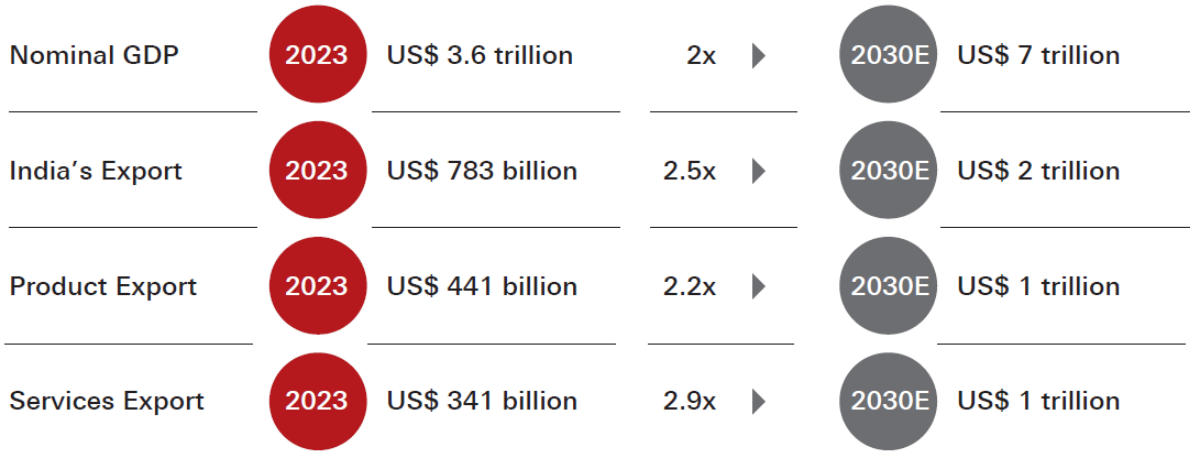 Nominal GDP 2023 US$ 3.6 trillion 2x 2030E US$ 7 trillion
India’s Export 2023 US$ 783 billion 2.5x 2030E US$ 2 trillion
Product Export 2023 US$ 441 billion 2.2x 2030E US$ 1 trillion
Services Export 2023 US$ 341 billion 2.9x 2030E US$ 1 trillion